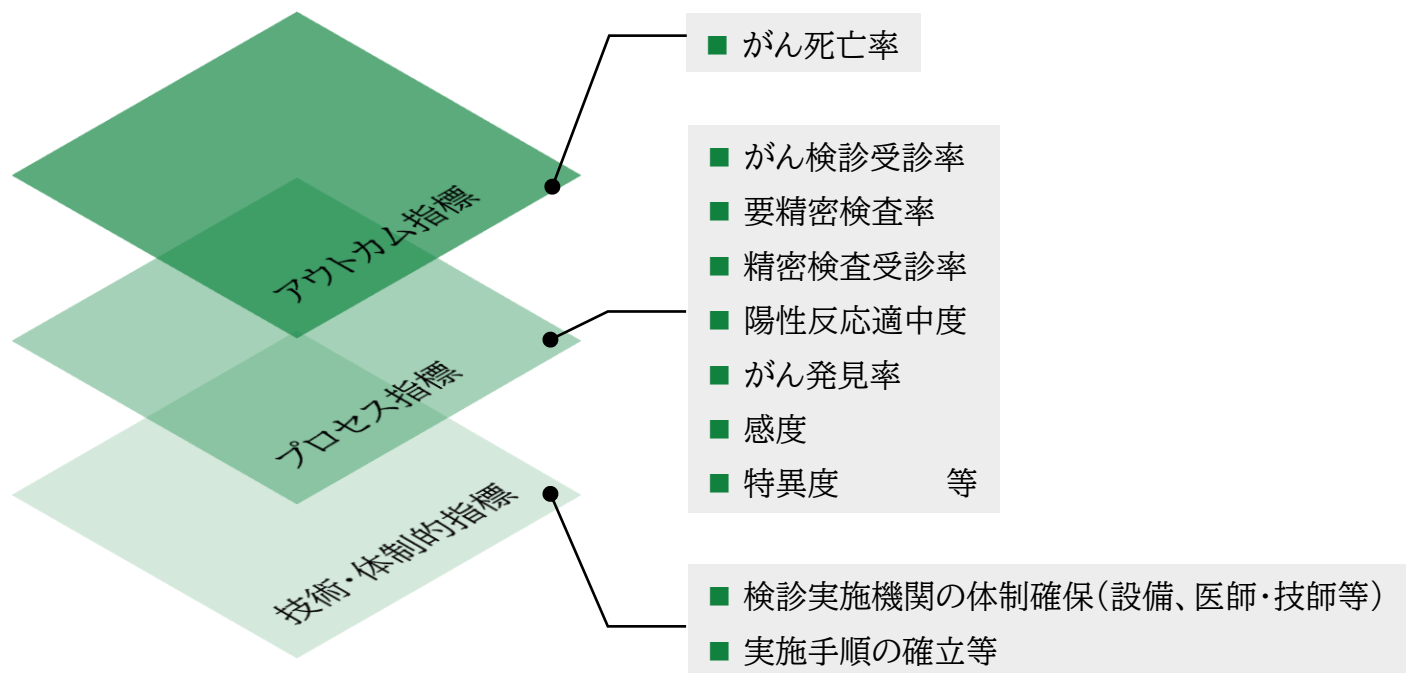 ■ がん死亡率
アウトカム指標
■ がん検診受診率
■ 要精密検査率
■ 精密検査受診率
■ 陽性反応適中度
■ がん発見率
■ 感度
■ 特異度 等
プロセス指標
技術・体制的指標
■ 検診実施機関の体制確保（設備、医師・技師等）
■ 実施手順の確立等